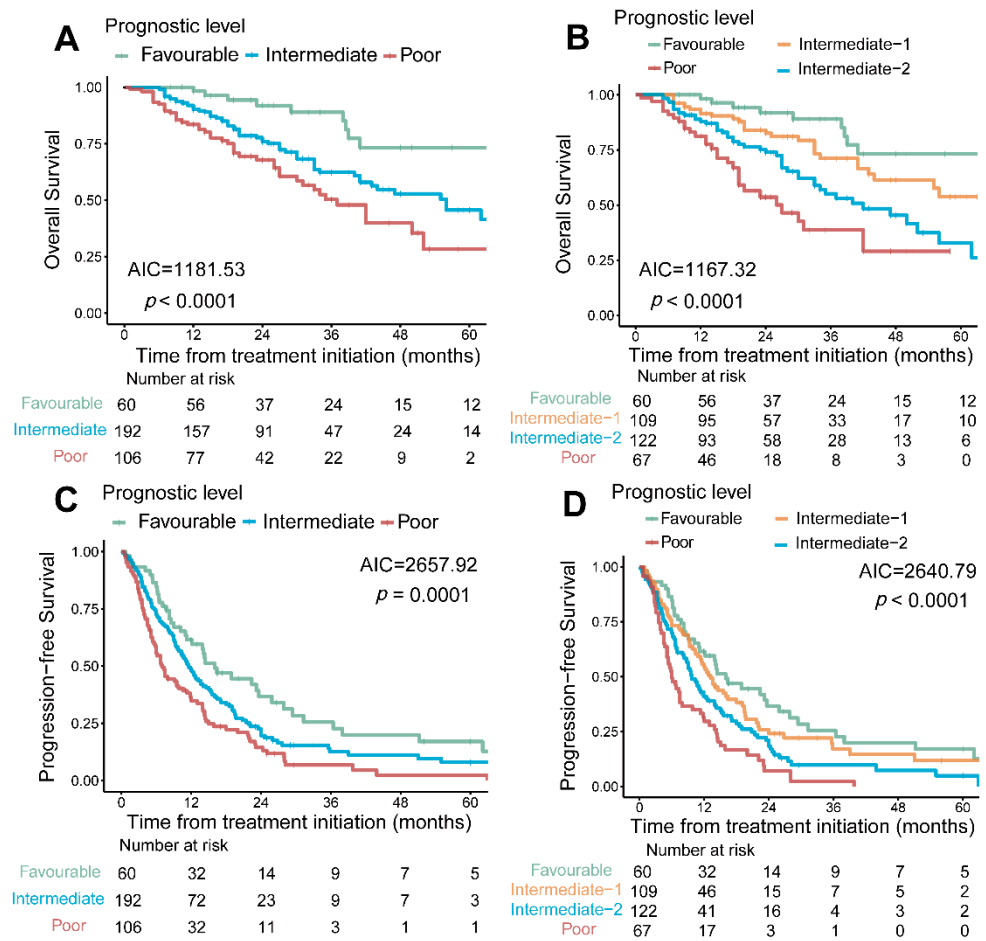 A
Prognostic level
Favourable Intermediate Poor
Overall Survival
1.00
0.75
0.50
0.25
0.00
AIC=1181.53
p < 0.0001
0 12 24 36 48 60
Time from treatment initiation (months)
Number at risk
Favourable 60 56 37 24 15 12
Intermediate 192 157 91 47 24 14
Poor 106 77 42 22 9 2
B
Prognostic level
Favourable Intermediate−1
Poor Intermediate−2
Overall Survival
1.00
0.75
0.50
0.25
0.00
AIC=1167.32
p < 0.0001
0 12 24 36 48 60
Time from treatment initiation (months)
Number at risk
Favourable 60 56 37 24 15 12
Intermediate−1 109 95 57 33 17 10
Intermediate−2 122 93 58 28 13 6
Poor 67 46 18 8 3 0
C
Prognostic level
Favourable Intermediate Poor
Progression−free Survival
1.00
0.75
0.50
0.25
0.00
AIC=2657.92
p = 0.0001
0 12 24 36 48 60
Time from treatment initiation (months)
Number at risk
Favourable 60 32 14 9 7 5
Intermediate 192 72 23 9 7 3
Poor 106 32 11 3 1 1
D
Prognostic level
Favourable Intermediate−1
Poor Intermediate−2
Progression−free Survival
1.00
0.75
0.50
0.25
0.00
AIC=2640.79
p < 0.0001
0 12 24 36 48 60
Time from treatment initiation (months)
Number at risk
Favourable 60 32 14 9 7 5
Intermediate−1 109 46 15 7 5 2
Intermediate−2 122 41 16 4 3 2
Poor 67 17 3 1 0 0